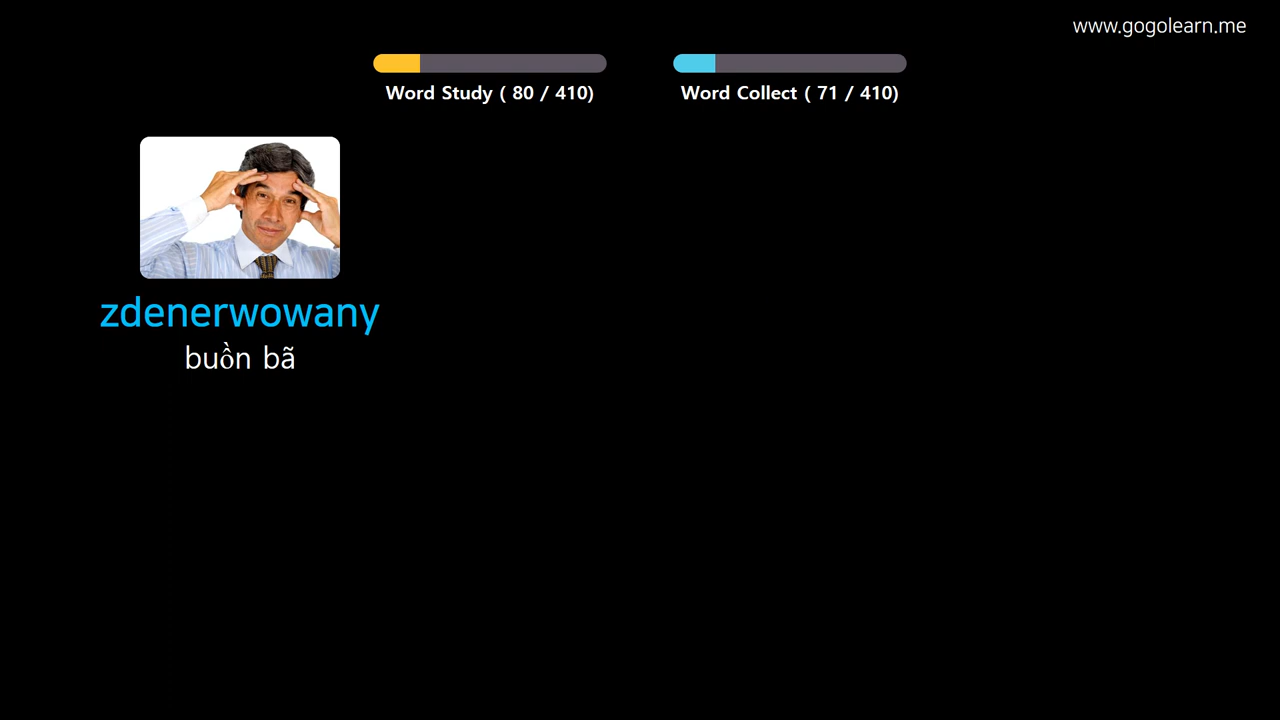 www.gogolearn.me
Word Study ( 80 / 410)
Word Collect ( 71 / 410)
zdenerwowany
buồn bã